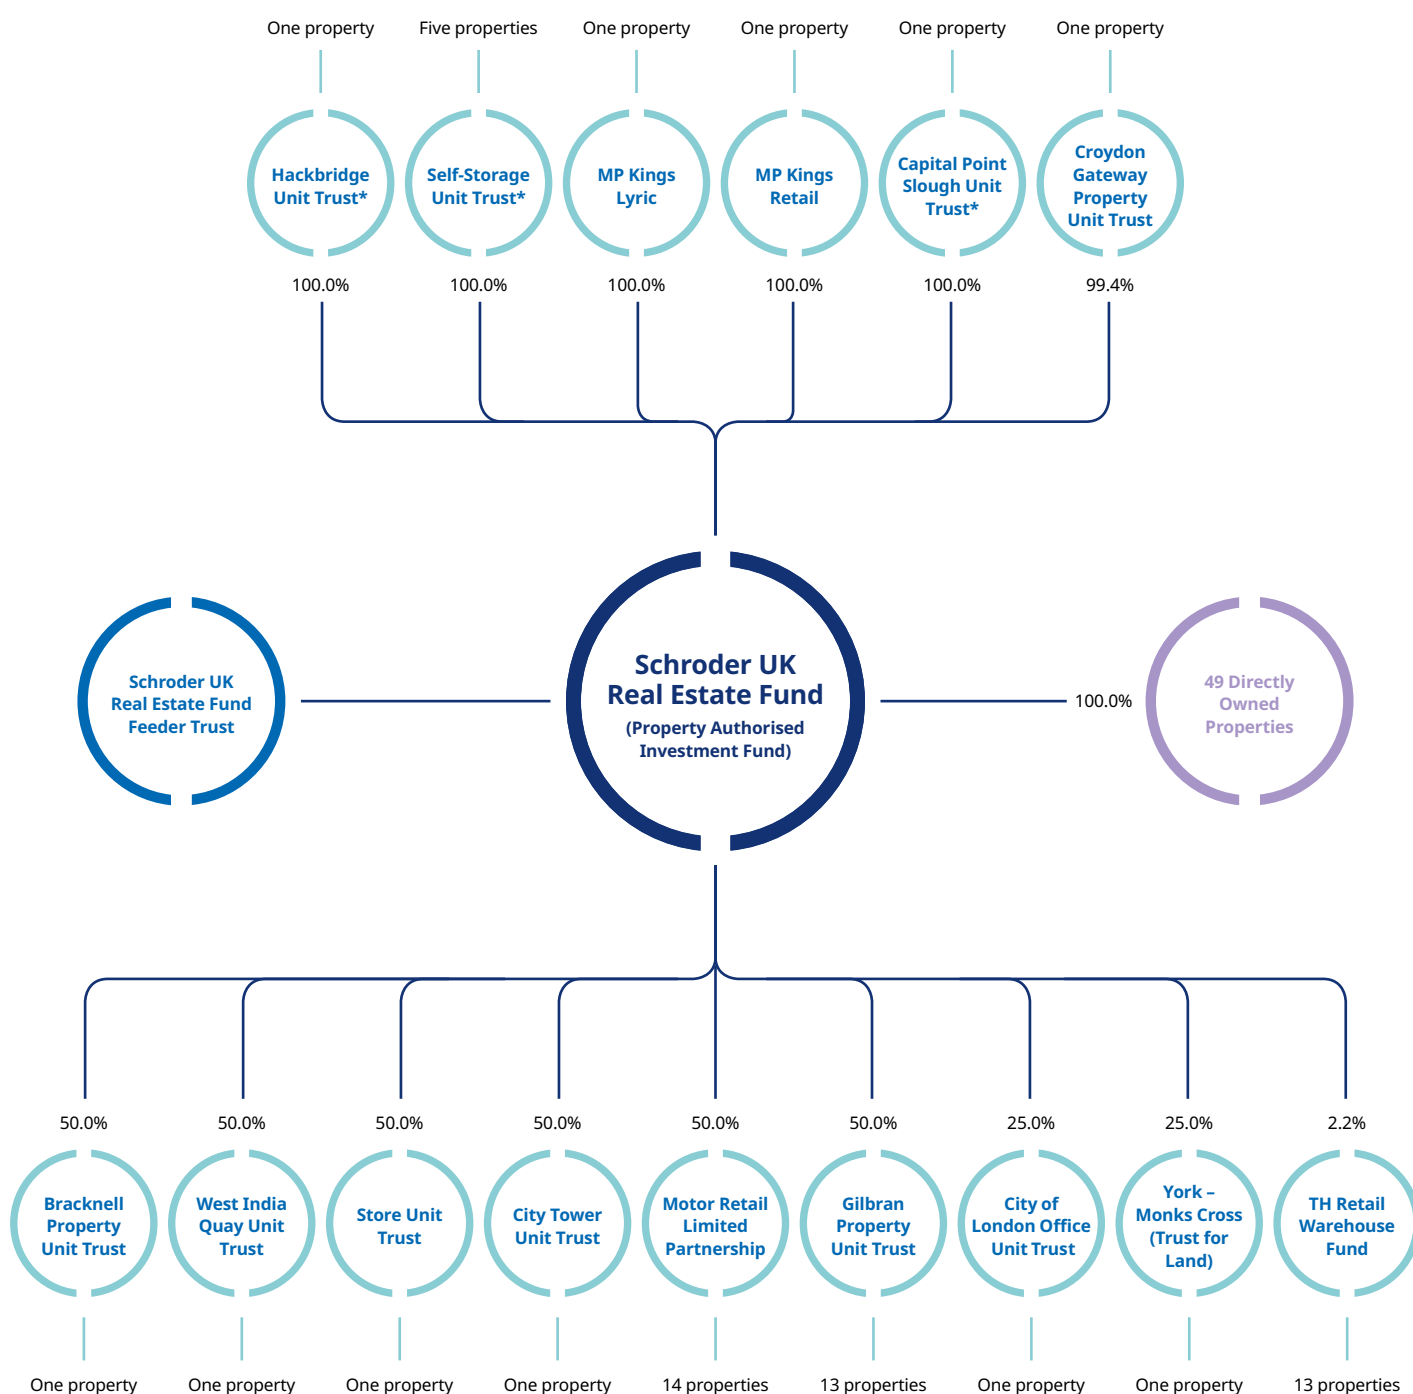 One property
Five properties
One property
One property
One property
One property
Hackbridge
Unit Trust*
Self-Storage
Unit Trust*
MP Kings
Lyric
MP Kings
Retail
Capital Point
Slough Unit
Trust*
Croydon
Gateway
Property
Unit Trust
100.0%
100.0%
100.0%
100.0%
100.0%
99.4%
Schroder UK
Real Estate Fund
Feeder Trust
Schroder UK
Real Estate Fund
(Property Authorised
Investment Fund)
100.0%
49 Directly
Owned
Properties
50.0%
50.0%
50.0%
50.0%
50.0%
50.0%
25.0%
25.0%
2.2%
Bracknell
Property
Unit Trust
West India
Quay Unit
Trust
Store Unit
Trust
City Tower
Unit Trust
Motor Retail
Limited
Partnership
Gilbran
Property
Unit Trust
City of
London Office
Unit Trust
York –
Monks Cross
(Trust for
Land)
TH Retail
Warehouse
Fund
One property
One property
One property
One property
14 properties
13 properties
One property
One property
13 properties